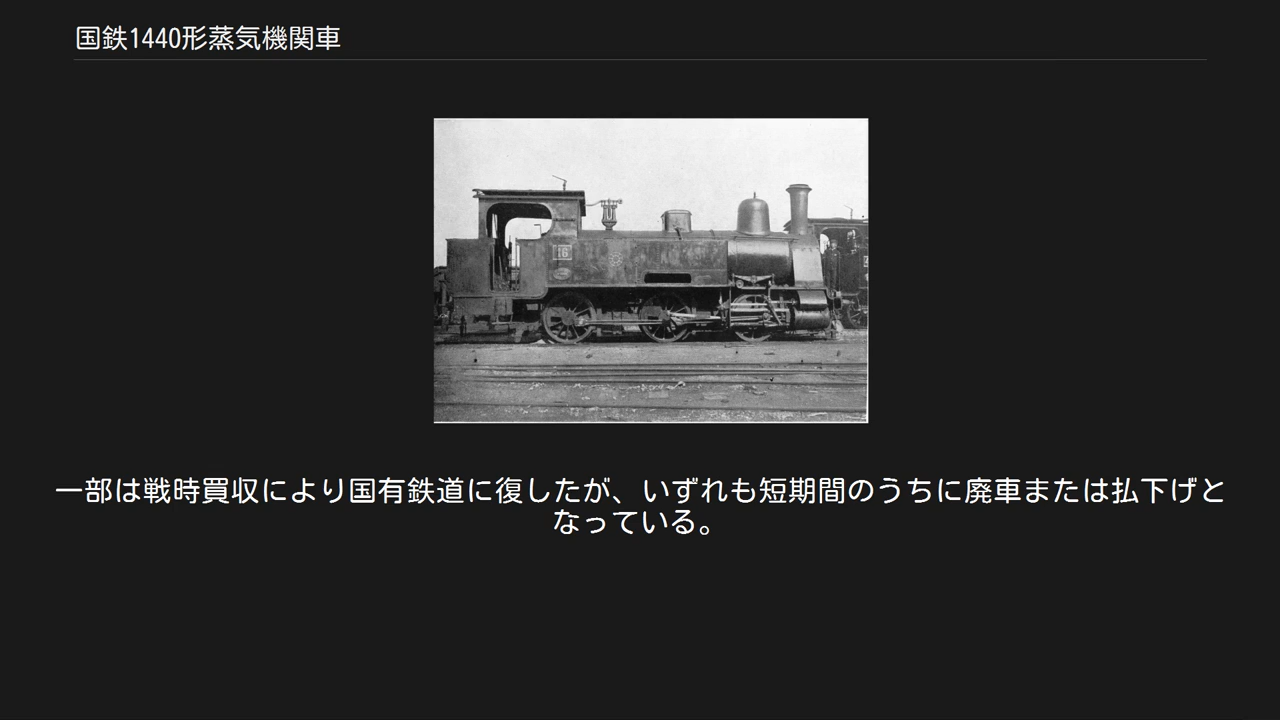 国鉄1440形蒸気機関車
16
一部は戦時買収により国有鉄道に復したが、いずれも短期間のうちに廃車または払下げと
なっている。